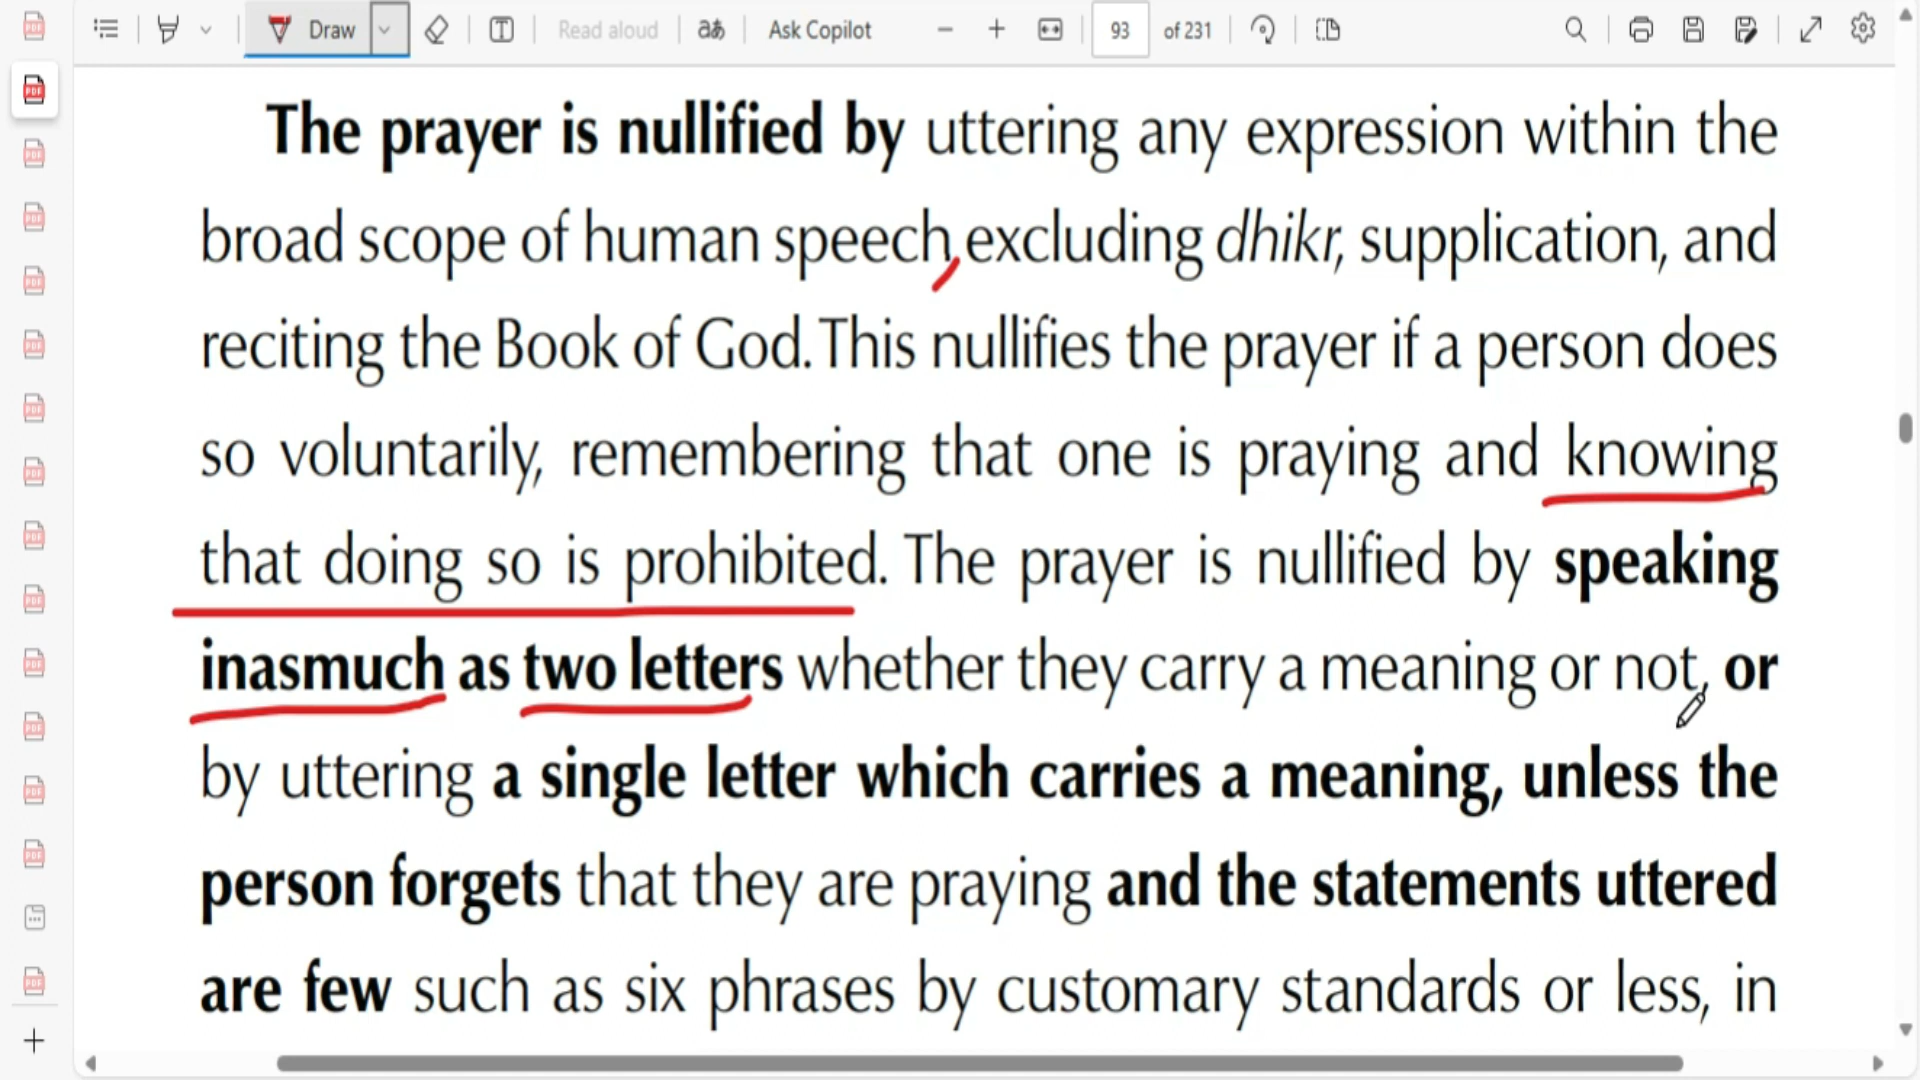 Draw
Read aloud
aあ
Ask Copilot
93
of 231
The prayer is nullified by uttering any expression within the
broad scope of human speech, excluding dhikr, supplication, and
reciting the Book of God. This nullifies the prayer if a person does
so voluntarily, remembering that one is praying and knowing
that doing so is prohibited. The prayer is nullified by speaking
inasmuch as two letters whether they carry a meaning or not, or
by uttering a single letter which carries a meaning, unless the
person forgets that they are praying and the statements uttered
are few such as six phrases by customary standards or less, in